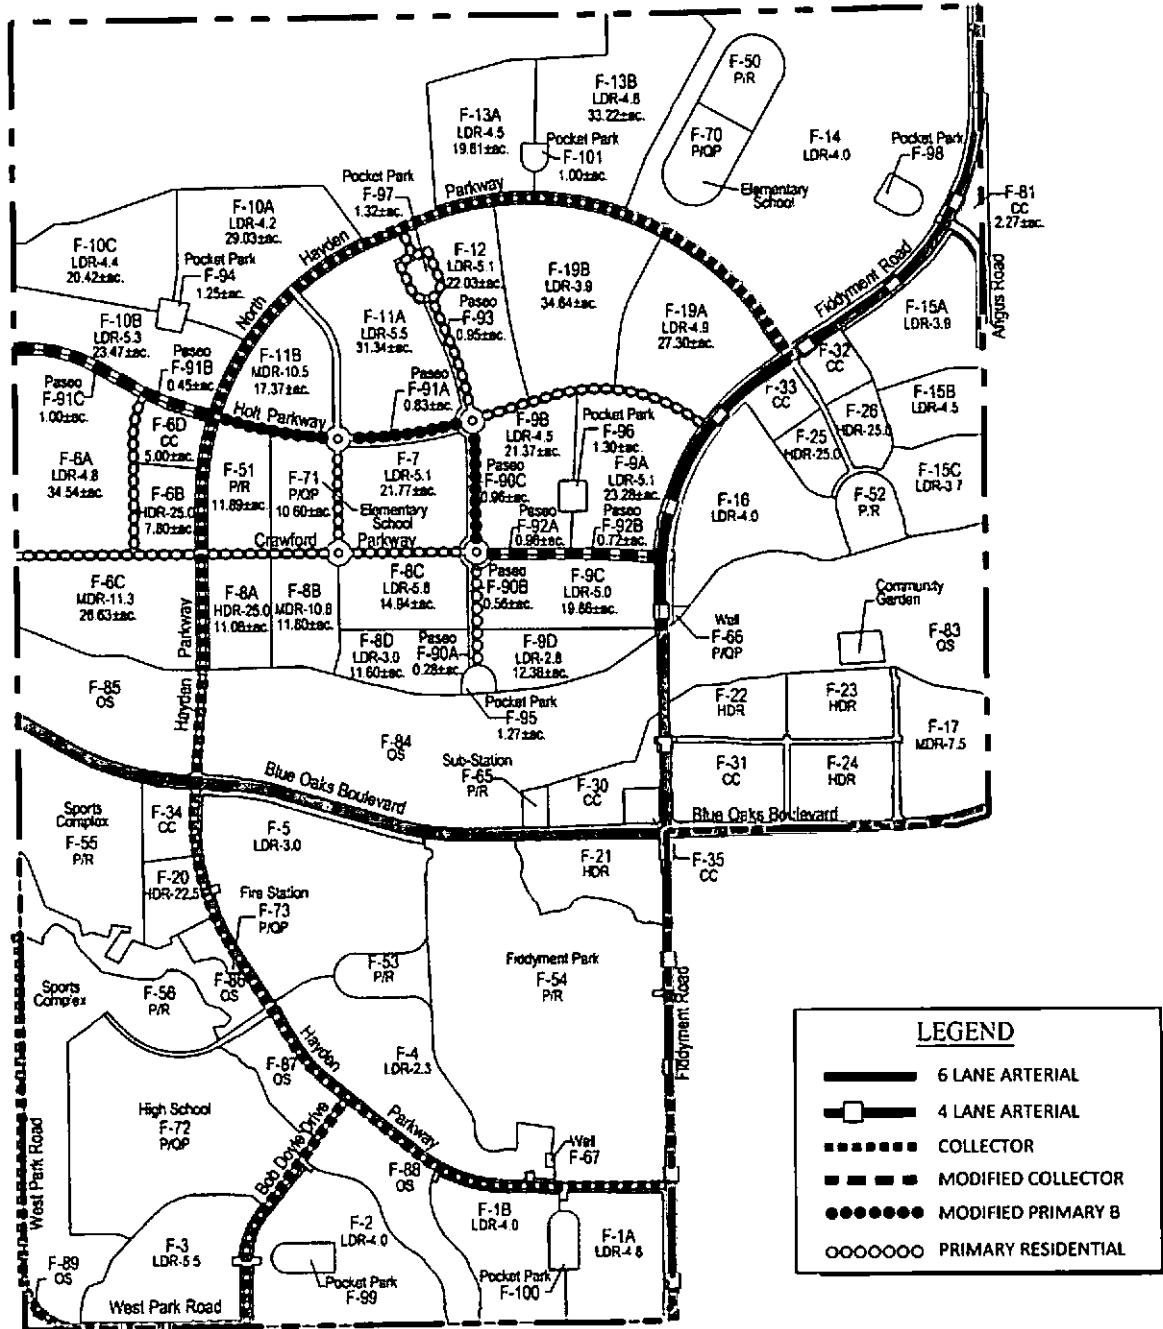 F-50
P/R
F-13B
LDR-4.8
33.22±ac.
F-13A
LDR-4.5
19.81±ac.
F-70
P/QP
F-14
LDR-4.0
Pocket Park
F-98
Pocket Park
F-101
1.00±ac.
Elementary
School
F-81
CC
2.27±ac.
Pocket Park
F-97
1.32±ac.
North Hayden Parkway
F-10A
LDR-4.2
29.03±ac.
F-10C
LDR-4.4
20.42±ac.
Pocket Park
F-94
1.25±ac.
F-12
LDR-5.1
22.03±ac.
F-19B
LDR-3.9
34.64±ac.
Fiddyment Road
Angus Road
F-15A
LDR-3.9
Paseo
F-93
0.95±ac.
F-19A
LDR-4.9
27.30±ac.
F-10B
LDR-5.3
23.47±ac.
F-11A
LDR-5.5
31.34±ac.
F-11B
MDR-10.5
17.37±ac.
F-32
CC
F-33
CC
Paseo
F-91B
0.45±ac.
Paseo
F-91A
0.83±ac.
Paseo
F-91C
1.00±ac.
Holt Parkway
F-15B
LDR-4.5
F-26
HDR-25.0
F-25
HDR-25.0
F-6D
CC
5.00±ac.
F-9B
LDR-4.5
21.37±ac.
Pocket Park
F-96
1.30±ac.
F-6A
LDR-4.8
34.54±ac.
F-51
P/R
11.89±ac.
F-71
P/QP
10.60±ac.
F-7
LDR-5.1
21.77±ac.
Elementary
School
Paseo
F-90C
0.96±ac.
F-9A
LDR-5.1
23.28±ac.
F-15C
LDR-3.7
F-16
LDR-4.0
F-52
P/R
F-6B
HDR-25.0
7.80±ac.
Paseo
F-92A
0.96±ac.
Paseo
F-92B
0.72±ac.
Crawford Parkway
F-6C
MDR-11.3
26.63±ac.
F-8A
HDR-25.0
11.08±ac.
F-8B
MDR-10.8
11.80±ac.
F-8C
LDR-5.8
14.94±ac.
Paseo
F-90B
0.56±ac.
F-9C
LDR-5.0
19.88±ac.
Community
Garden
Well
F-66
P/QP
F-83
OS
F-8D
LDR-3.0
11.60±ac.
Paseo
F-90A
0.28±ac.
F-9D
LDR-2.8
12.38±ac.
Hayden Parkway
F-85
OS
Pocket Park
F-95
1.27±ac.
F-22
HDR
F-23
HDR
F-17
MDR-7.5
F-84
OS
Sub-Station
F-65
P/R
F-30
CC
F-31
CC
F-24
HDR
Blue Oaks Boulevard
Blue Oaks Boulevard
Sports
Complex
F-55
P/R
F-34
CC
F-5
LDR-3.0
F-21
HDR
F-35
CC
F-20
HDR-22.5
Fire Station
F-73
P/QP
F-53
P/R
Fiddyment Park
F-54
P/R
F-86
OS
Sports
Complex
F-56
P/R
Fiddyment Road
F-87
OS
Hayden Parkway
F-4
LDR-2.3
High School
F-72
P/QP
Bob Doyle Drive
Well
F-67
West Park Road
F-88
OS
F-1B
LDR-4.0
F-2
LDR-4.0
F-1A
LDR-4.6
F-3
LDR-5.5
F-89
OS
Pocket Park
F-99
Pocket Park
F-100
West Park Road
LEGEND
6 LANE ARTERIAL
4 LANE ARTERIAL
COLLECTOR
MODIFIED COLLECTOR
MODIFIED PRIMARY B
PRIMARY RESIDENTIAL